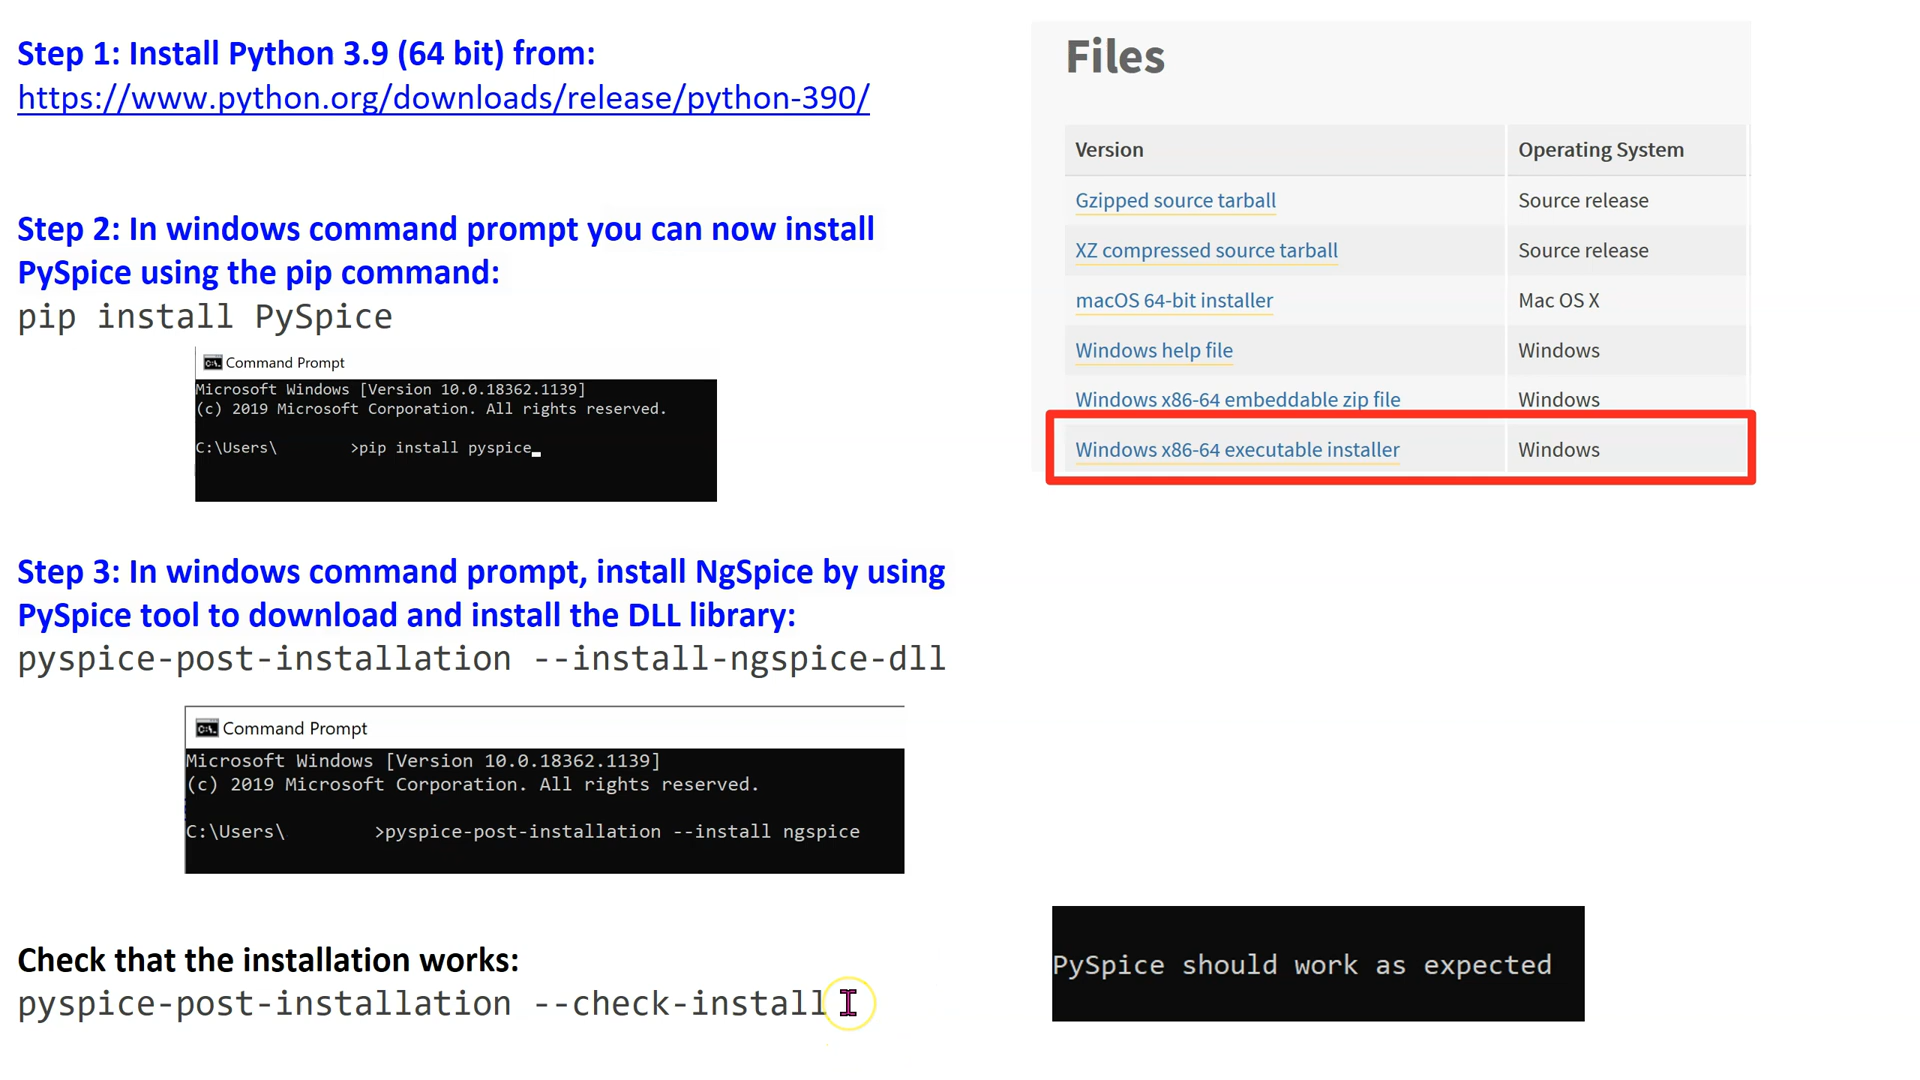 Step 1: Install Python 3.9 (64 bit) from:
https://www.python.org/downloads/release/python-390/
Step 2: In windows command prompt you can now install
PySpice using the pip command:
pip install PySpice
Command Prompt
Microsoft Windows [Version 10.0.18362.1139]
(c) 2019 Microsoft Corporation. All rights reserved.
C:\Users\ >pip install pyspice
Step 3: In windows command prompt, install NgSpice by using
PySpice tool to download and install the DLL library:
pyspice-post-installation --install-ngspice-dll
Command Prompt
Microsoft Windows [Version 10.0.18362.1139]
(c) 2019 Microsoft Corporation. All rights reserved.
C:\Users\ >pyspice-post-installation --install ngspice
Check that the installation works:
pyspice-post-installation --check-install
Files
Version Operating System
Gzipped source tarball Source release
XZ compressed source tarball Source release
macOS 64-bit installer Mac OS X
Windows help file Windows
Windows x86-64 embeddable zip file Windows
Windows x86-64 executable installer Windows
PySpice should work as expected